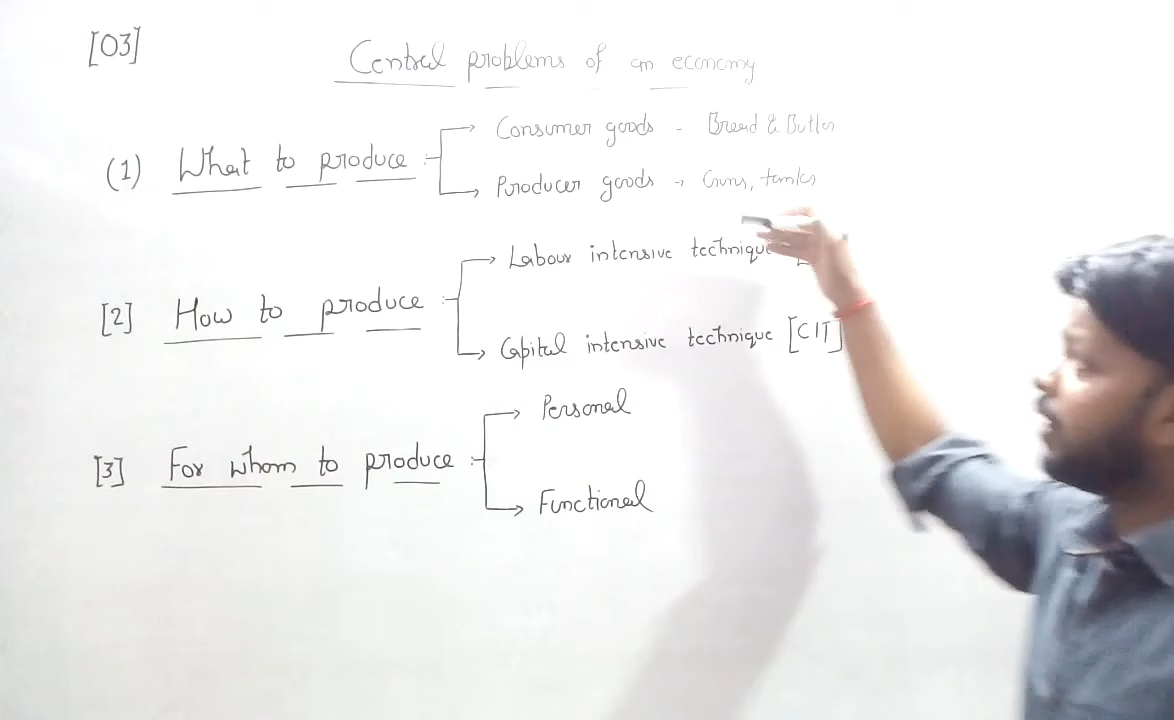 [03]
Central problems of an economy
(1) What to produce :
Consumer goods - Bread & Butter
Producer goods → Guns, tanks
[2] How to produce :
Labour intensive technique [
Capital intensive technique [CIT]
[3] For whom to produce :
Personal
Functional